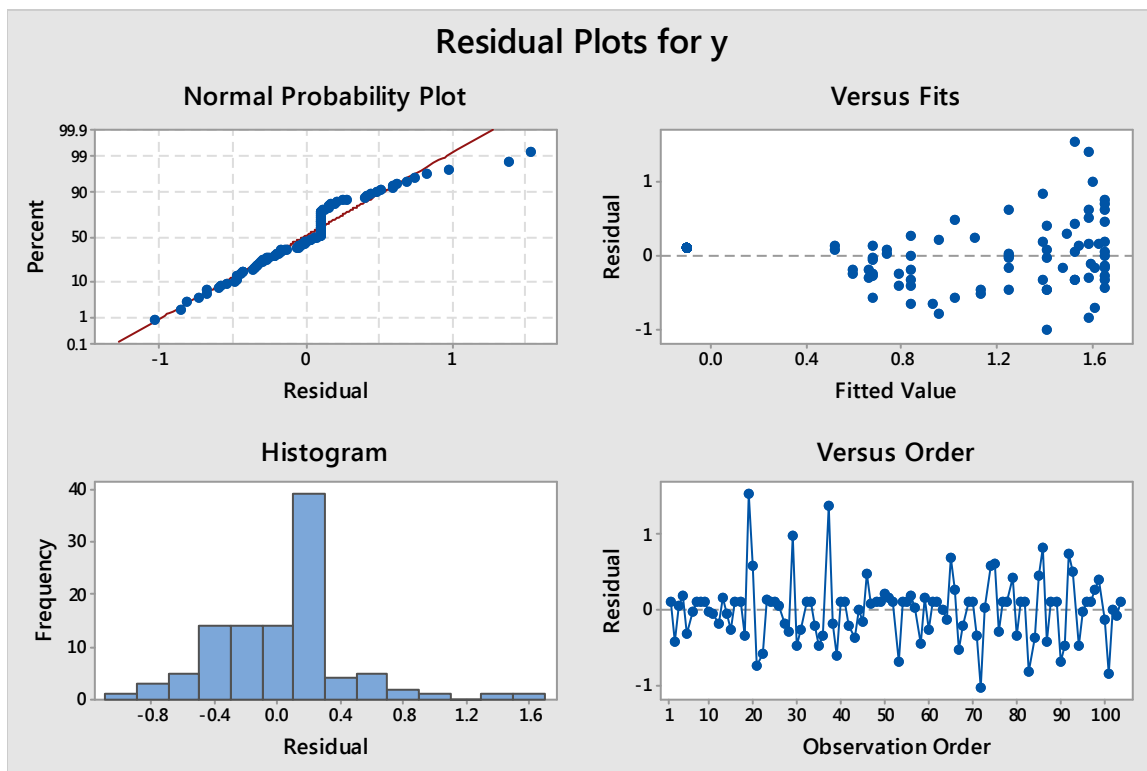 Residual Plots for y
Normal Probability Plot
99.9
99
90
50
10
1
0.1
Percent
-1 0 1
Residual
Versus Fits
1
0
-1
Residual
0.0 0.4 0.8 1.2 1.6
Fitted Value
Histogram
40
30
20
10
0
Frequency
-0.8 -0.4 0.0 0.4 0.8 1.2 1.6
Residual
Versus Order
1
0
-1
Residual
1 10 20 30 40 50 60 70 80 90 100
Observation Order